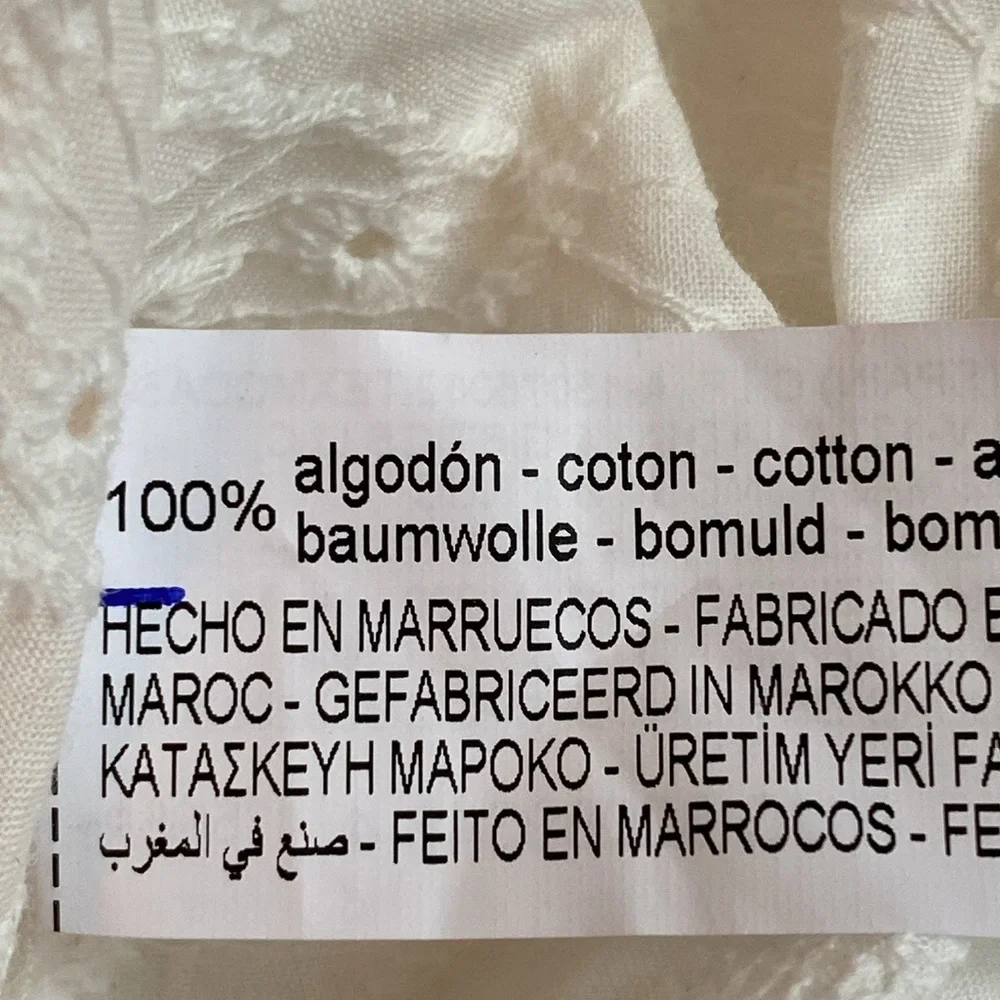 100% algodón - coton - cotton -
baumwolle - bomuld -
HECHO EN MARRUECOS - FABRICADO
MAROC - GEFABRICEERD IN MAROKKO
ΚΑΤΑΣΚΕΥΗ ΜΑΡΟΚΟ - ÜRETİM YERİ
صنع في المغرب - FEITO EN MARROCOS -